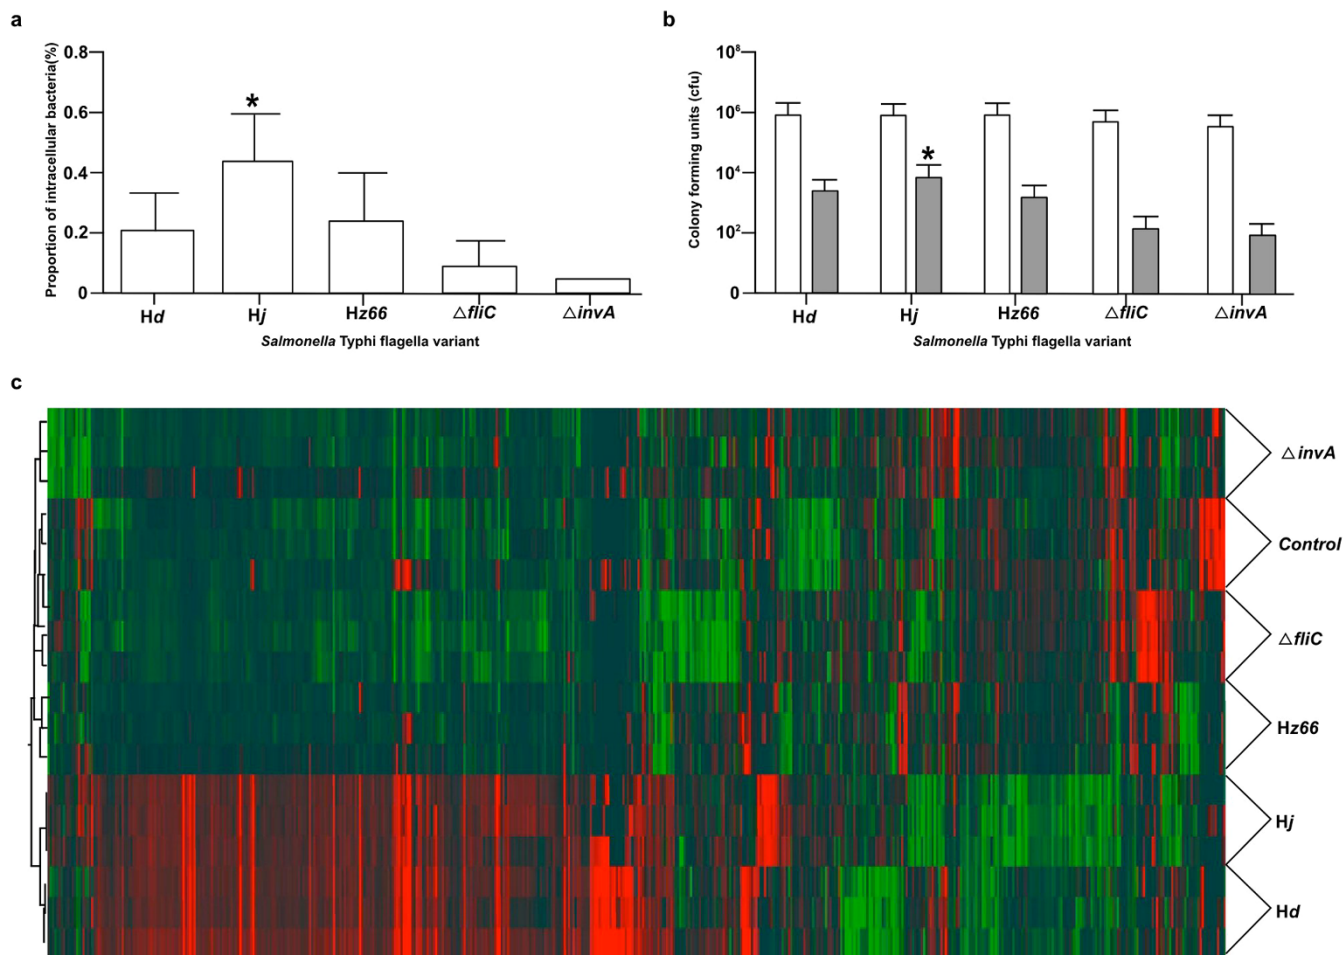 a
Proportion of intracellular bacteria(%)
0.8
0.6
0.4
0.2
0
*
Hd
Hj
Hz66
△fliC
△invA
Salmonella Typhi flagella variant
b
Colony forming units (cfu)
10⁸
10⁶
10⁴
10²
0
*
Hd
Hj
Hz66
△fliC
△invA
Salmonella Typhi flagella variant
c
△invA
Control
△fliC
Hz66
Hj
Hd